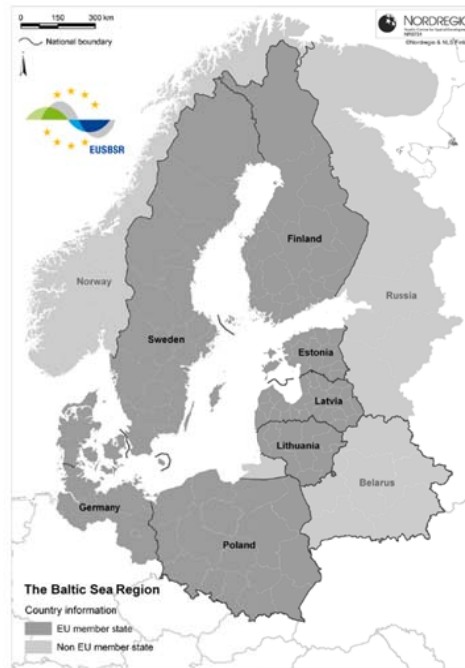 0 150 300 km
National boundary
NORDREGIO
EUSBSR
Finland
Norway
Russia
Sweden
Estonia
Latvia
Lithuania
Belarus
Germany
Poland
The Baltic Sea Region
Country information
EU member state
Non EU member state